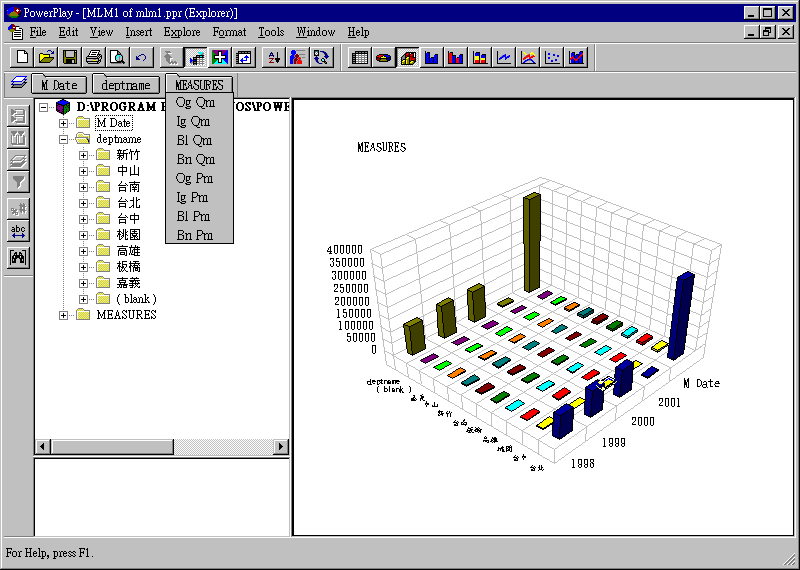 PowerPlay - [MLM1 of mlm1.ppr (Explorer)]
File Edit View Insert Explore Format Tools Window Help
M Date deptname MEASURES
Og Qm
Ig Qm
Bl Qm
Bn Qm
Og Pm
Ig Pm
Bl Pm
Bn Pm
D:\PROGRAM
OS\POWE
M Date
deptname
新竹
中山
台南
台北
台中
桃園
高雄
板橋
嘉義
( blank )
MEASURES
abc
MEASURES
400000
350000
300000
250000
200000
150000
100000
50000
0
deptname
( blank )
嘉義
中山
新竹
台南
板橋
高雄
桃園
台中
台北
1998
1999
2000
2001
M Date
For Help, press F1.